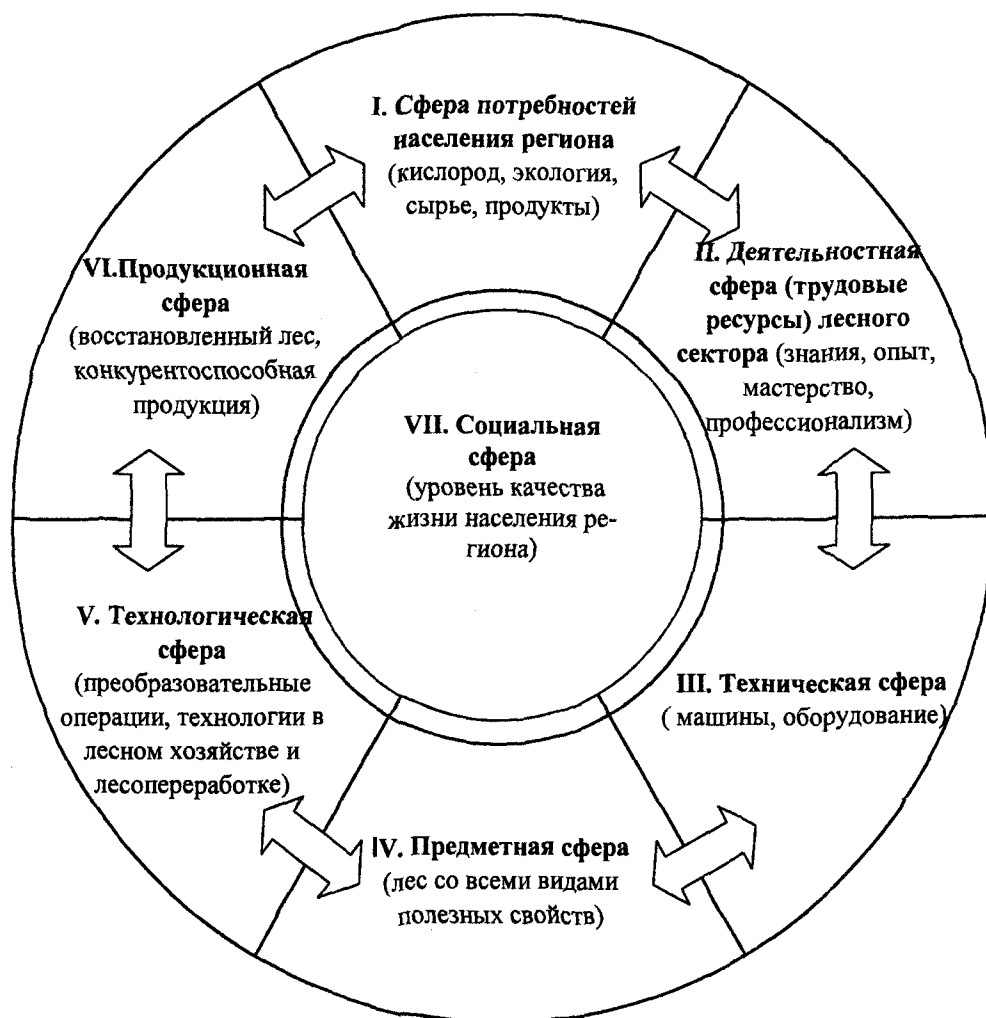 I. Сфера потребностей
населения региона
(кислород, экология,
сырье, продукты)
II. Деятельностная
сфера (трудовые
ресурсы) лесного
сектора (знания, опыт,
мастерство,
профессионализм)
III. Техническая сфера
( машины, оборудование)
IV. Предметная сфера
(лес со всеми видами
полезных свойств)
V. Технологическая
сфера
(преобразовательные
операции, технологии в
лесном хозяйстве и
лесопереработке)
VI.Продукционная
сфера
(восстановленный лес,
конкурентоспособная
продукция)
VII. Социальная
сфера
(уровень качества
жизни населения ре-
гиона)